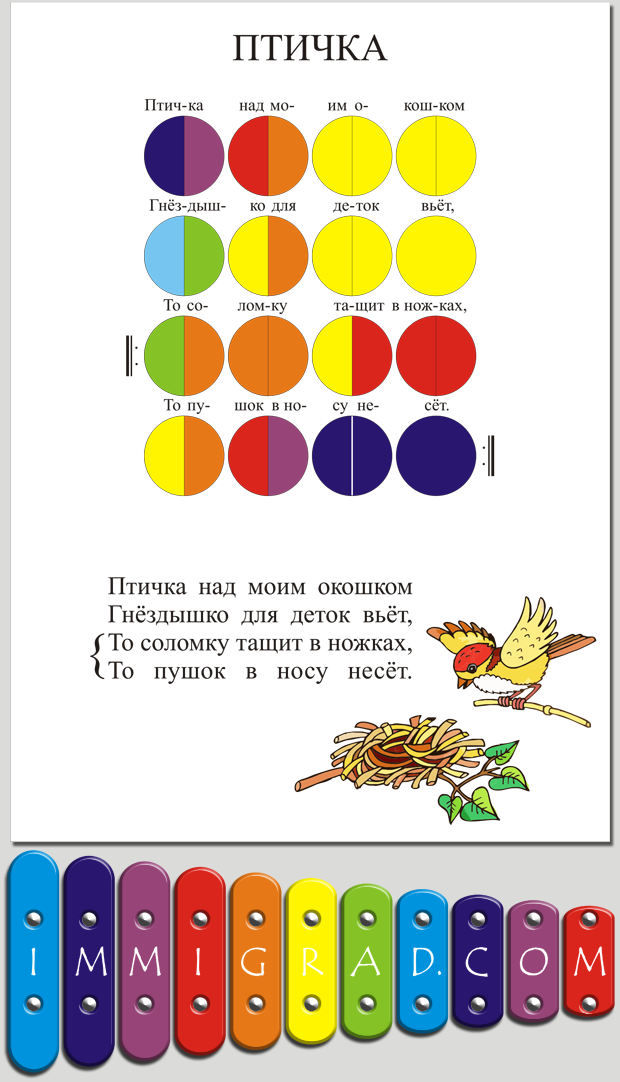 ПТИЧКА
Птич-ка над мо- им о- кош-ком
Гнёз-дыш- ко для де-ток вьёт,
То со- лом-ку та-щит в нож-ках,
То пу- шок в но- су не- сёт.
Птичка над моим окошком
Гнёздышко для деток вьёт,
То соломку тащит в ножках,
То пушок в носу несёт.
IMMIGRAD.COM